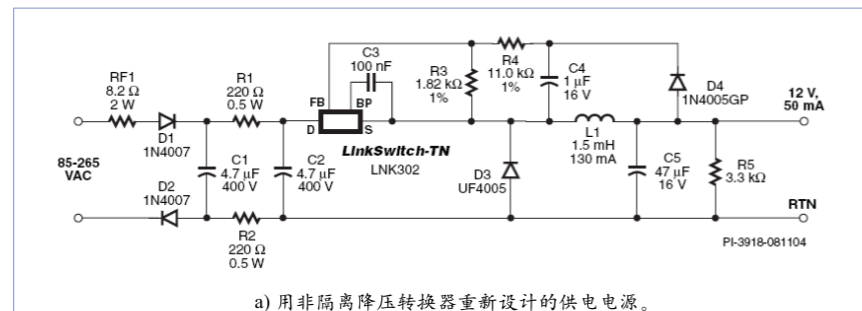 RF1
8.2 Ω
2 W
D1
1N4007
R1
220 Ω
0.5 W
C3
100 nF
FB
BP
D
S
R3
1.82 kΩ
1%
R4
11.0 kΩ
1%
C4
1 µF
16 V
D4
1N4005GP
12 V,
50 mA
85-265
VAC
C1
4.7 µF
400 V
C2
4.7 µF
400 V
LinkSwitch-TN
LNK302
D3
UF4005
L1
1.5 mH
130 mA
C5
47 µF
16 V
R5
3.3 kΩ
D2
1N4007
R2
220 Ω
0.5 W
RTN
PI-3918-081104
a) 用非隔离降压转换器重新设计的供电电源。